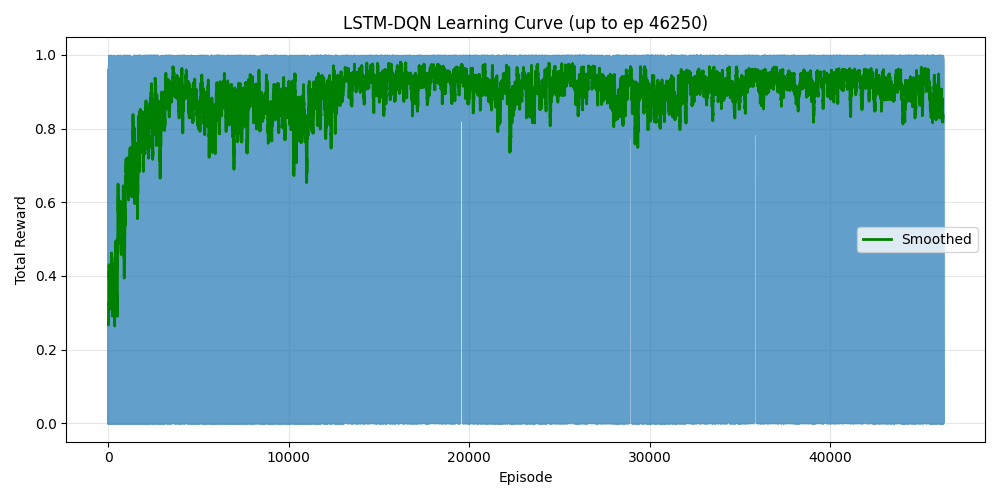 LSTM-DQN Learning Curve (up to ep 46250)
1.0
0.8
0.6
0.4
0.2
0.0
Total Reward
Smoothed
0 10000 20000 30000 40000
Episode